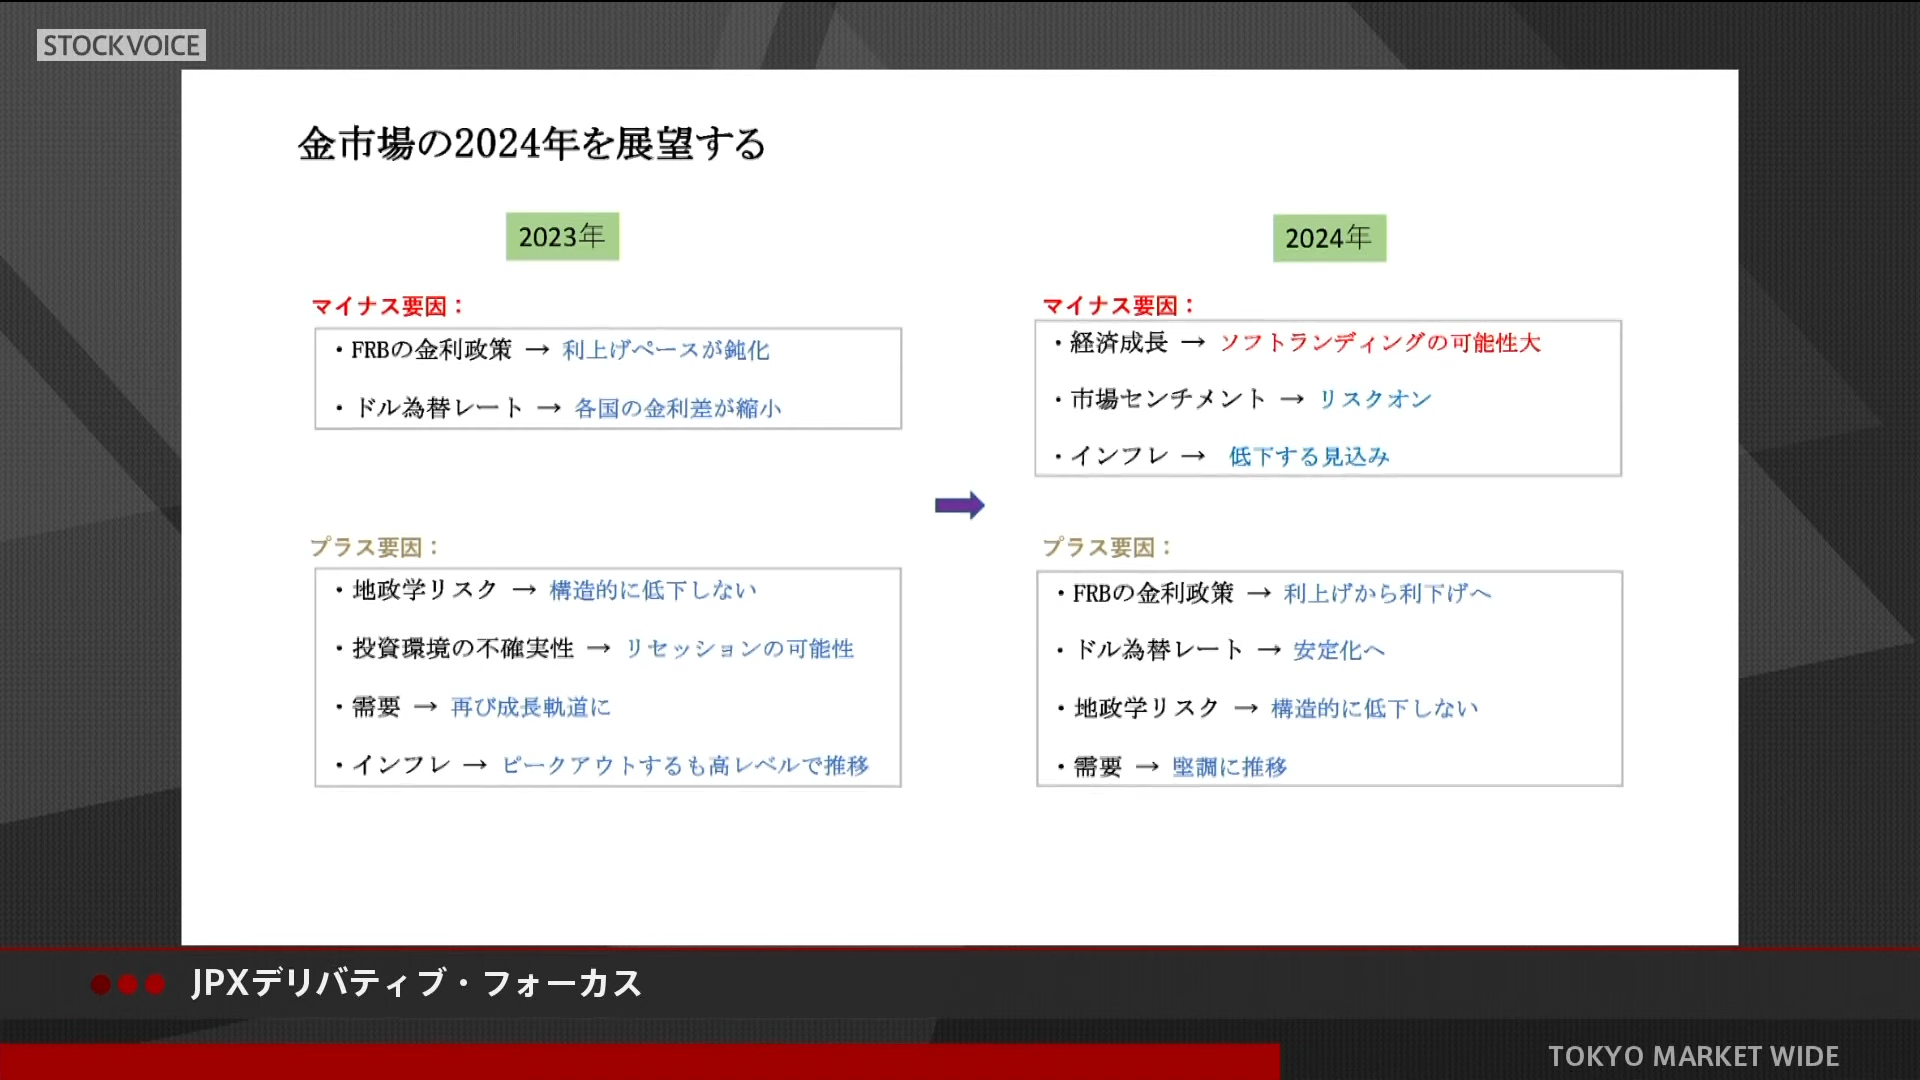 STOCKVOICE
金市場の2024年を展望する
2023年
マイナス要因：
・FRBの金利政策 → 利上げペースが鈍化
・ドル為替レート → 各国の金利差が縮小
プラス要因：
・地政学リスク → 構造的に低下しない
・投資環境の不確実性 → リセッションの可能性
・需要 → 再び成長軌道に
・インフレ → ピークアウトするも高レベルで推移
2024年
マイナス要因：
・経済成長 → ソフトランディングの可能性大
・市場センチメント → リスクオン
・インフレ → 低下する見込み
プラス要因：
・FRBの金利政策 → 利上げから利下げへ
・ドル為替レート → 安定化へ
・地政学リスク → 構造的に低下しない
・需要 → 堅調に推移
JPXデリバティブ・フォーカス
TOKYO MARKET WIDE